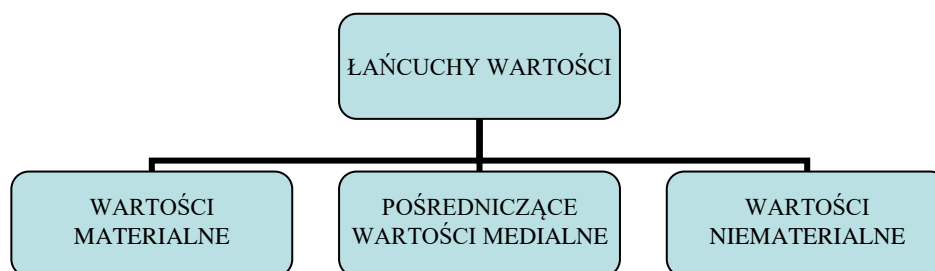 ŁAŃCUCHY WARTOŚCI
WARTOŚCI
MATERIALNE
POŚREDNICZĄCE
WARTOŚCI MEDIALNE
WARTOŚCI
NIEMATERIALNE